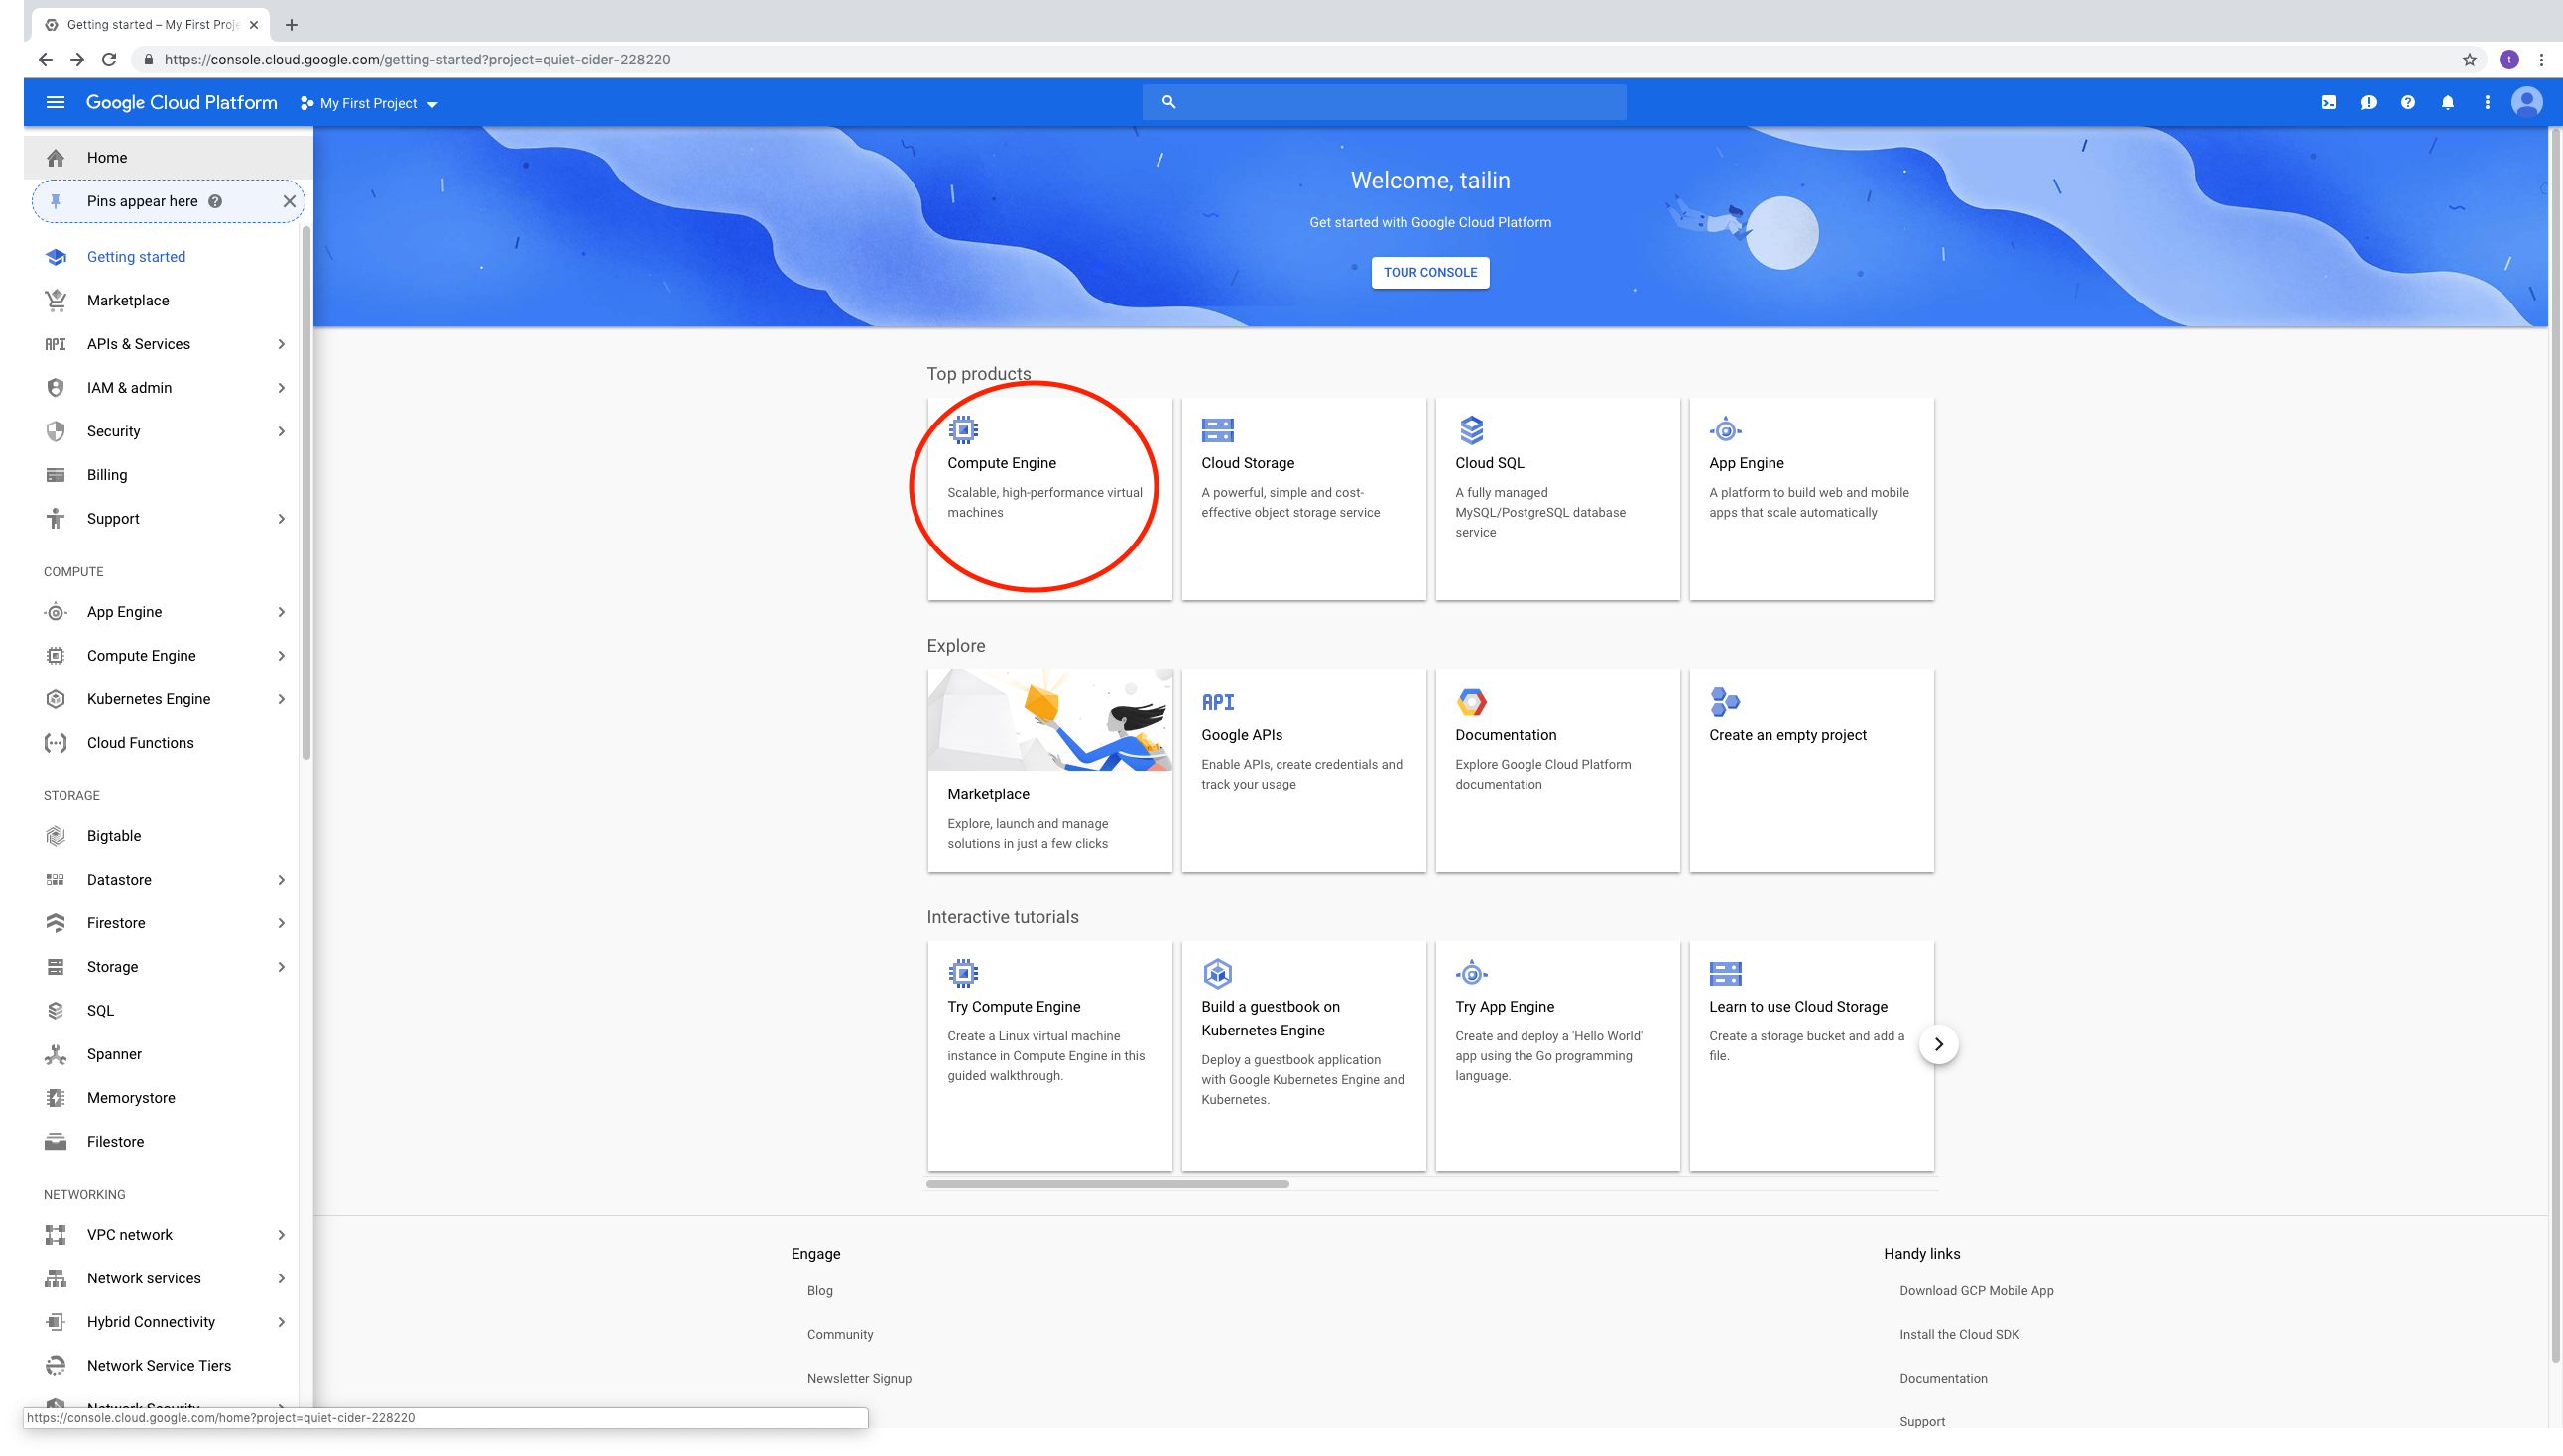 Getting started – My First Proje
https://console.cloud.google.com/getting-started?project=quiet-cider-228220
t
Google Cloud Platform
My First Project
Home
Pins appear here
Getting started
Marketplace
API APIs & Services
IAM & admin
Security
Billing
Support
COMPUTE
App Engine
Compute Engine
Kubernetes Engine
Cloud Functions
STORAGE
Bigtable
Datastore
Firestore
Storage
SQL
Spanner
Memorystore
Filestore
NETWORKING
VPC network
Network services
Hybrid Connectivity
Network Service Tiers
https://console.cloud.google.com/home?project=quiet-cider-228220
Welcome, tailin
Get started with Google Cloud Platform
TOUR CONSOLE
Top products
Compute Engine
Scalable, high-performance virtual
machines
Cloud Storage
A powerful, simple and cost-
effective object storage service
Cloud SQL
A fully managed
MySQL/PostgreSQL database
service
App Engine
A platform to build web and mobile
apps that scale automatically
Explore
Marketplace
Explore, launch and manage
solutions in just a few clicks
API
Google APIs
Enable APIs, create credentials and
track your usage
Documentation
Explore Google Cloud Platform
documentation
Create an empty project
Interactive tutorials
Try Compute Engine
Create a Linux virtual machine
instance in Compute Engine in this
guided walkthrough.
Build a guestbook on
Kubernetes Engine
Deploy a guestbook application
with Google Kubernetes Engine and
Kubernetes.
Try App Engine
Create and deploy a 'Hello World'
app using the Go programming
language.
Learn to use Cloud Storage
Create a storage bucket and add a
file.
Engage
Blog
Community
Newsletter Signup
Handy links
Download GCP Mobile App
Install the Cloud SDK
Documentation
Support